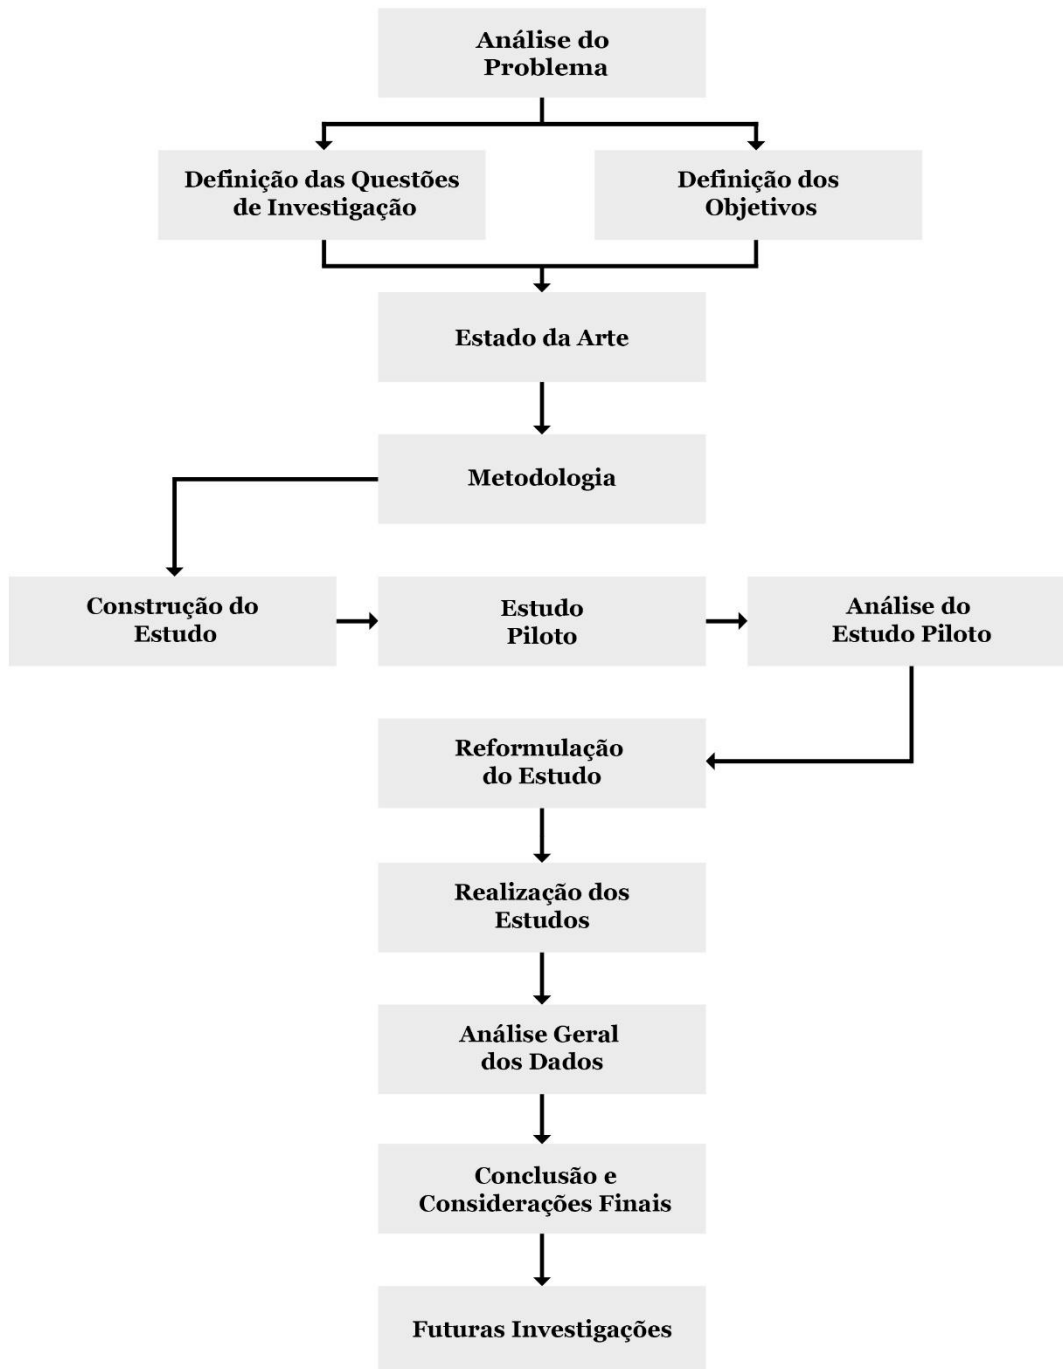 Análise do
Problema
Definição das Questões
de Investigação
Definição dos
Objetivos
Estado da Arte
Metodologia
Construção do
Estudo
Estudo
Piloto
Análise do
Estudo Piloto
Reformulação
do Estudo
Realização dos
Estudos
Análise Geral
dos Dados
Conclusão e
Considerações Finais
Futuras Investigações